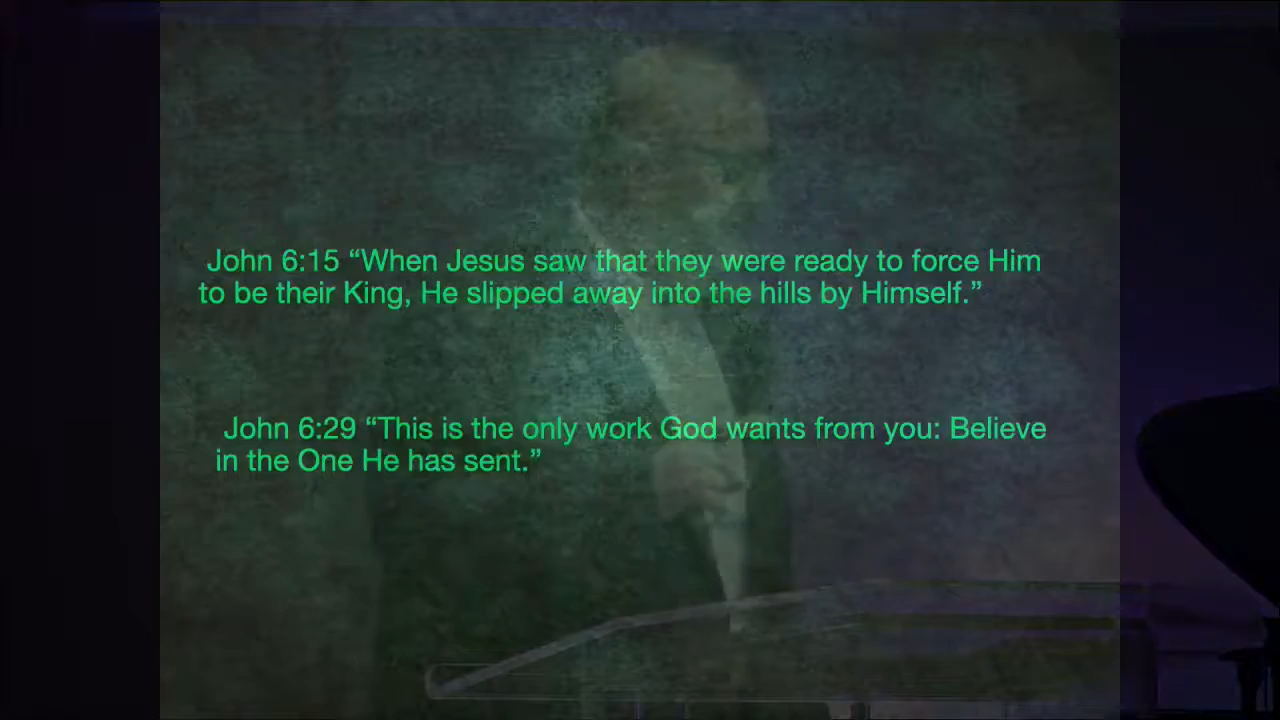 John 6:15 “When Jesus saw that they were ready to force Him
to be their King, He slipped away into the hills by Himself.”
John 6:29 “This is the only work God wants from you: Believe
in the One He has sent.”